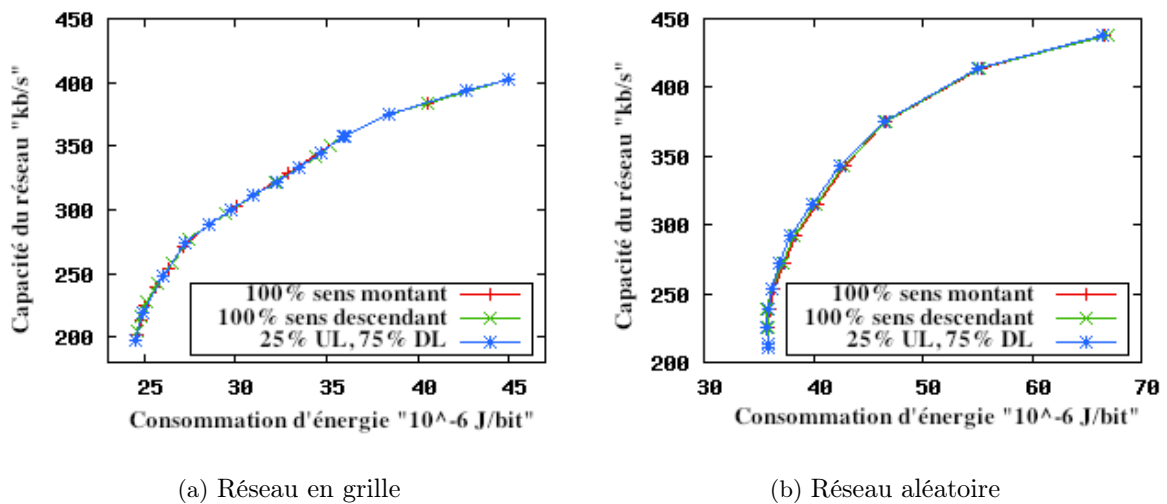 450
400
350
300
250
200
Capacité du réseau "kb/s"
100% sens montant
100% sens descendant
25% UL, 75% DL
25 30 35 40 45
Consommation d'énergie "10^-6 J/bit"
(a) Réseau en grille
450
400
350
300
250
200
Capacité du réseau "kb/s"
100% sens montant
100% sens descendant
25% UL, 75% DL
30 40 50 60 70
Consommation d'énergie "10^-6 J/bit"
(b) Réseau aléatoire